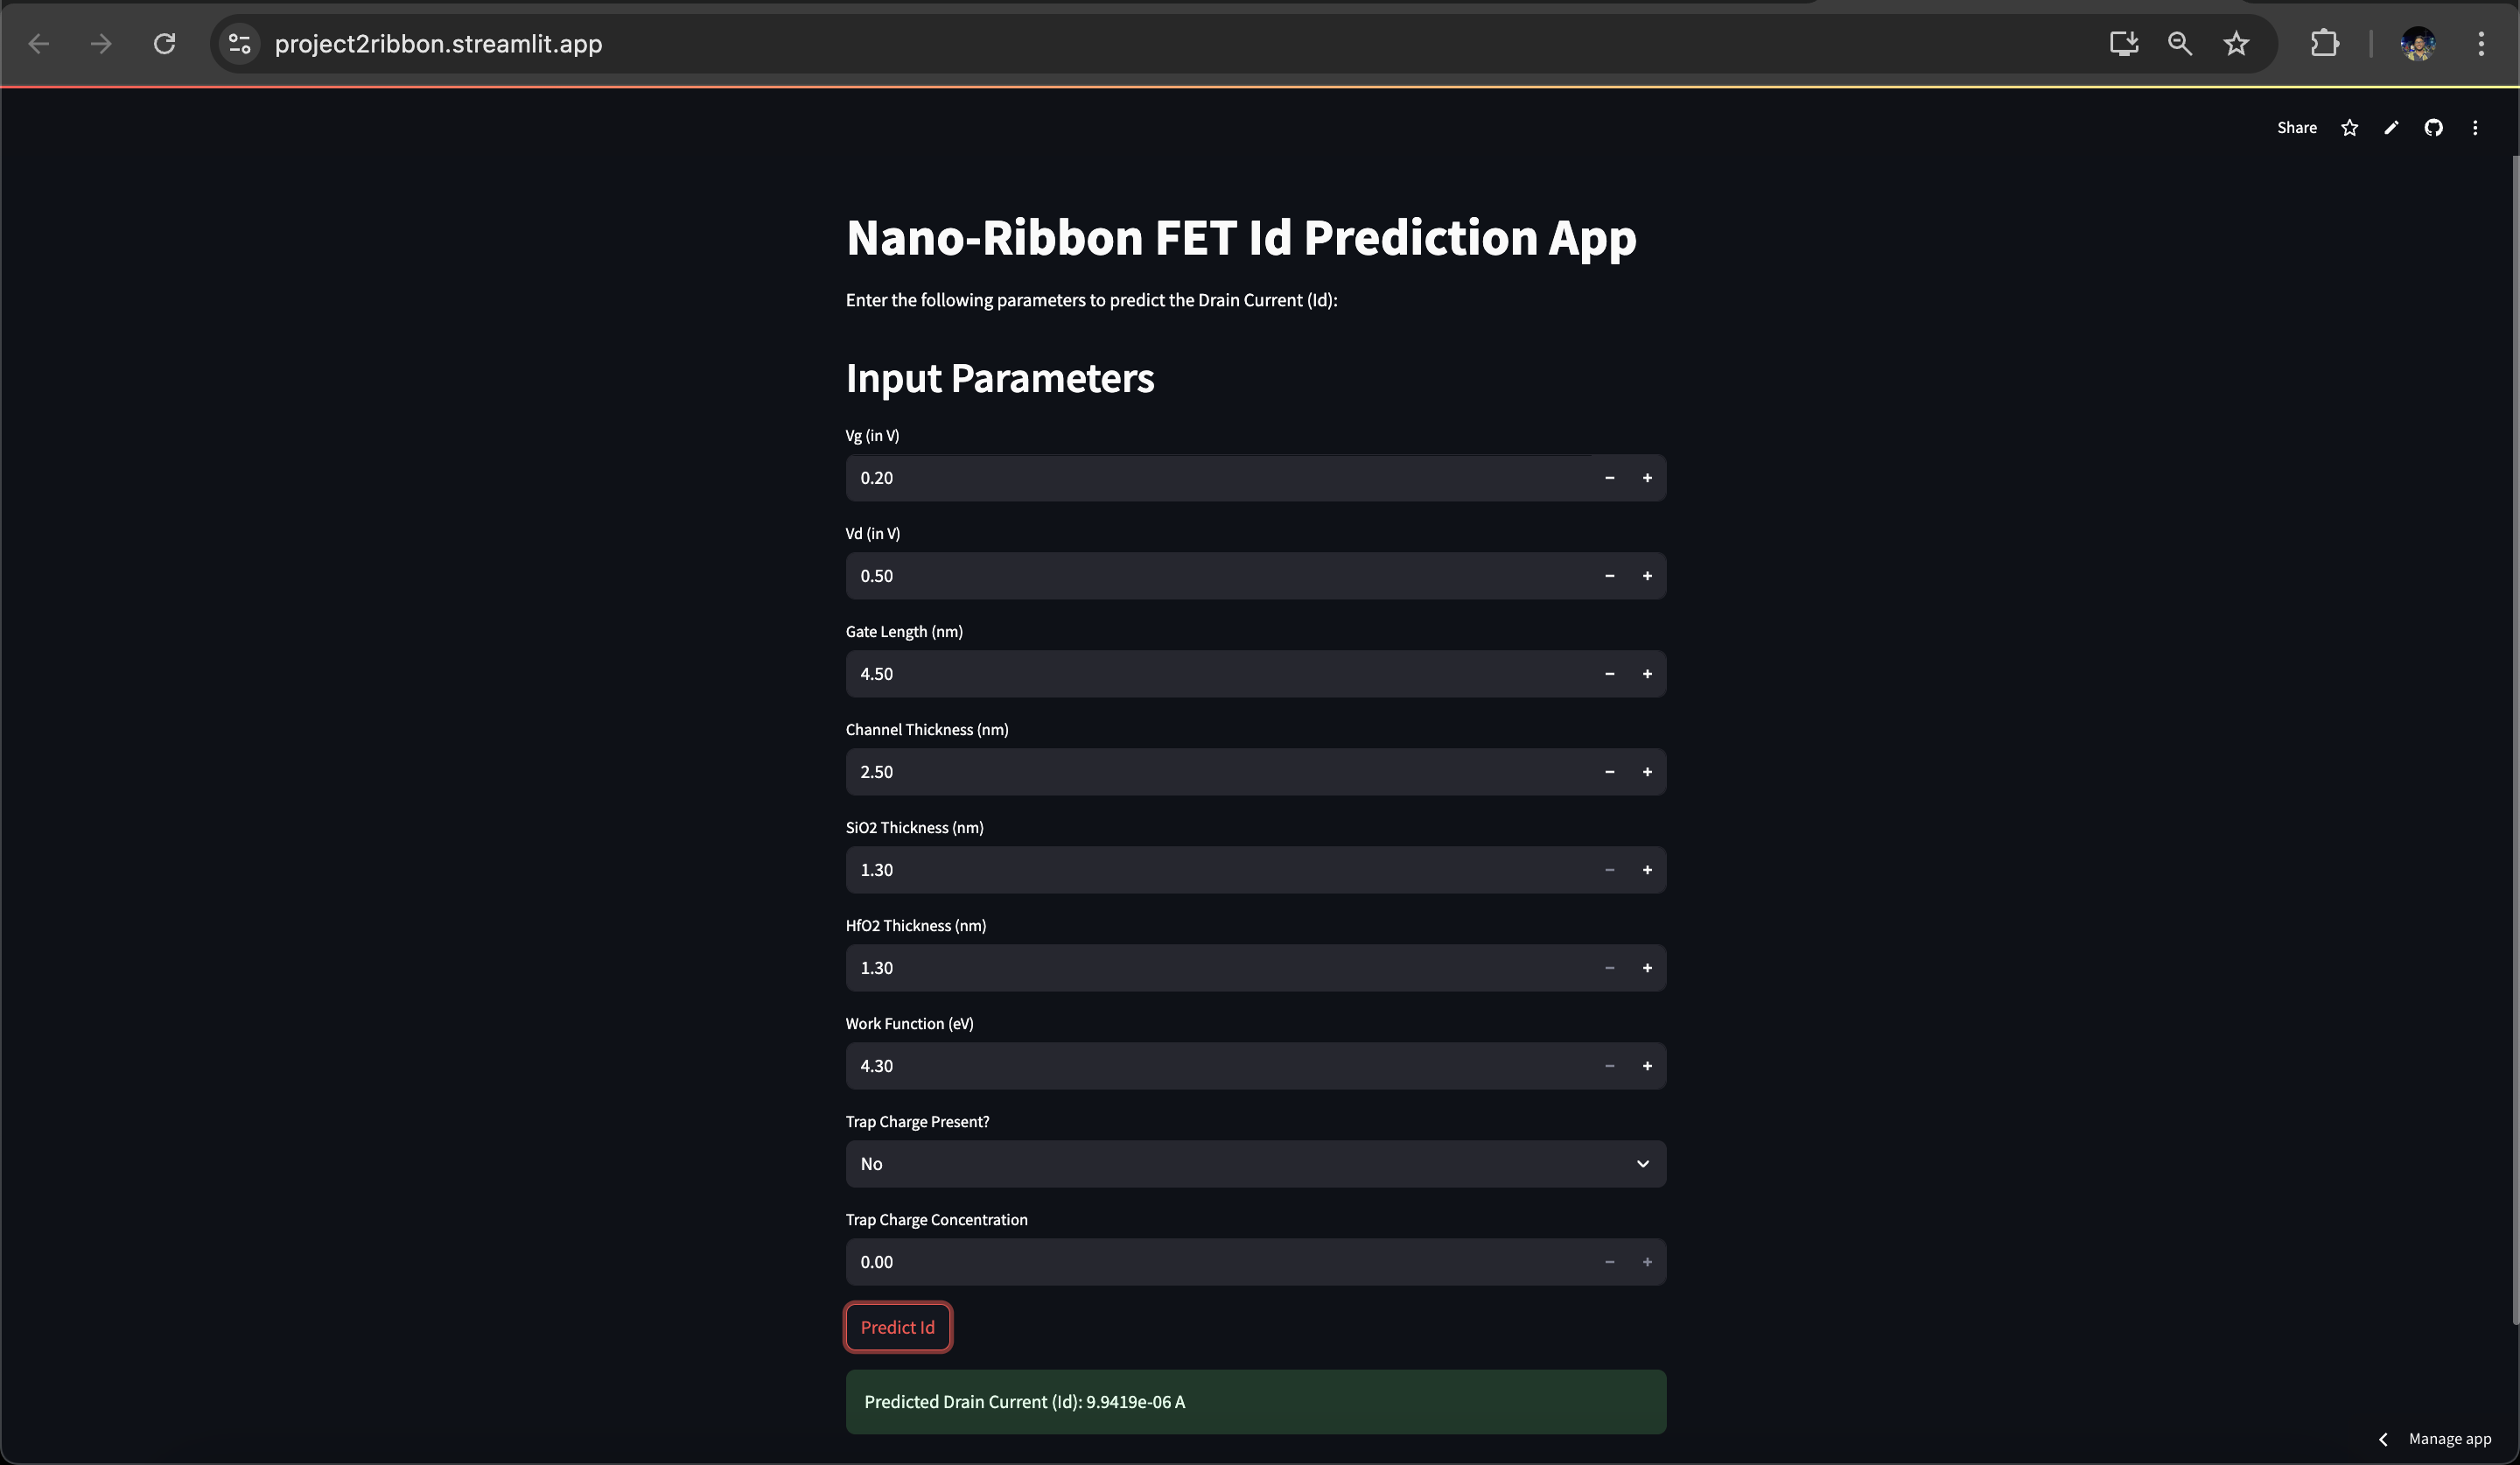 project2ribbon.streamlit.app
Share
Nano-Ribbon FET Id Prediction App
Enter the following parameters to predict the Drain Current (Id):
Input Parameters
Vg (in V)
0.20
Vd (in V)
0.50
Gate Length (nm)
4.50
Channel Thickness (nm)
2.50
SiO2 Thickness (nm)
1.30
HfO2 Thickness (nm)
1.30
Work Function (eV)
4.30
Trap Charge Present?
No
Trap Charge Concentration
0.00
Predict Id
Predicted Drain Current (Id): 9.9419e-06 A
Manage app